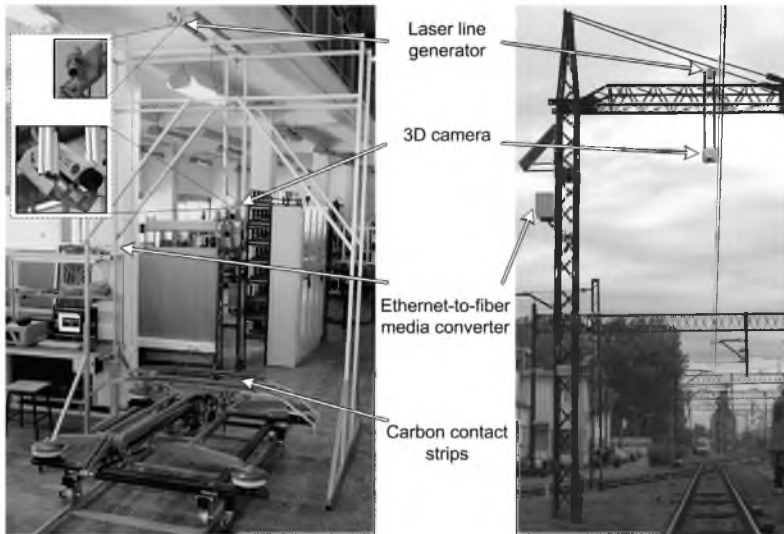 Laser line
generator
3D camera
Ethernet-to-fiber
media converter
Carbon contact
strips